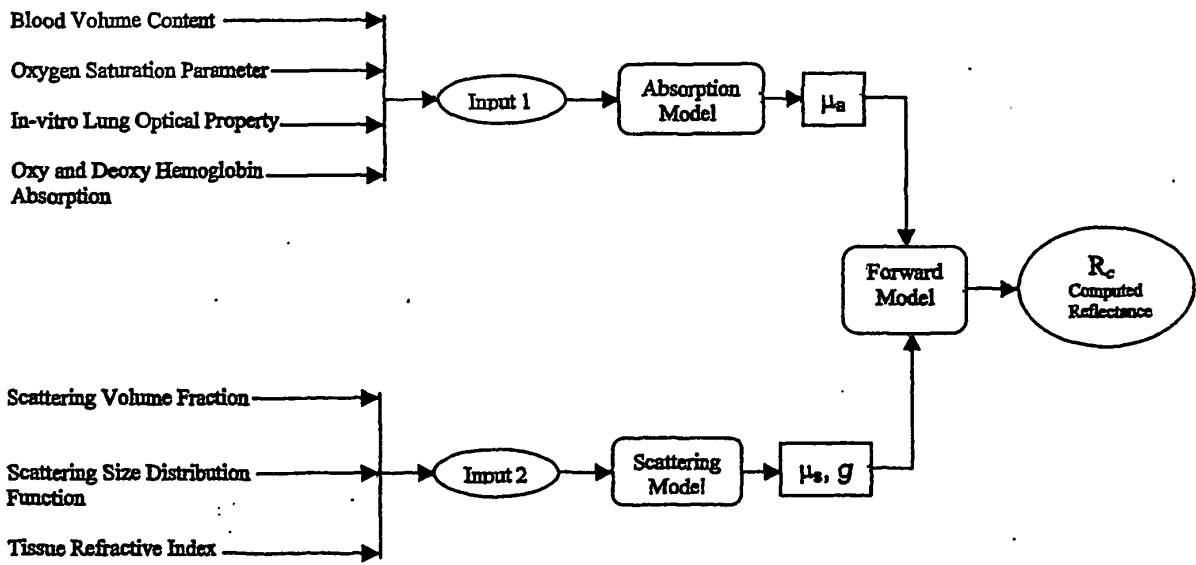 Blood Volume Content
Oxygen Saturation Parameter
In-vitro Lung Optical Property
Oxy and Deoxy Hemoglobin
Absorption
Input 1
Absorption
Model
μa
Forward
Model
Rc
Computed
Reflectance
Scattering Volume Fraction
Scattering Size Distribution
Function
Tissue Refractive Index
Input 2
Scattering
Model
μs, g